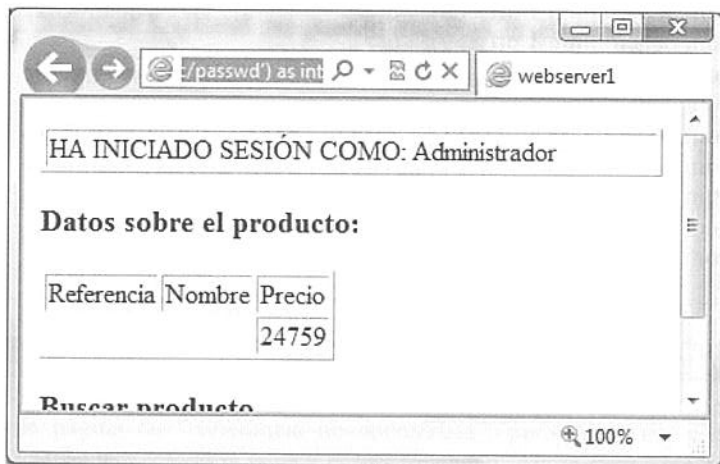 :/passwd') as int
webserver1
HA INICIADO SESIÓN COMO: Administrador
Datos sobre el producto:
Referencia Nombre Precio
24759
Buscar producto
100%